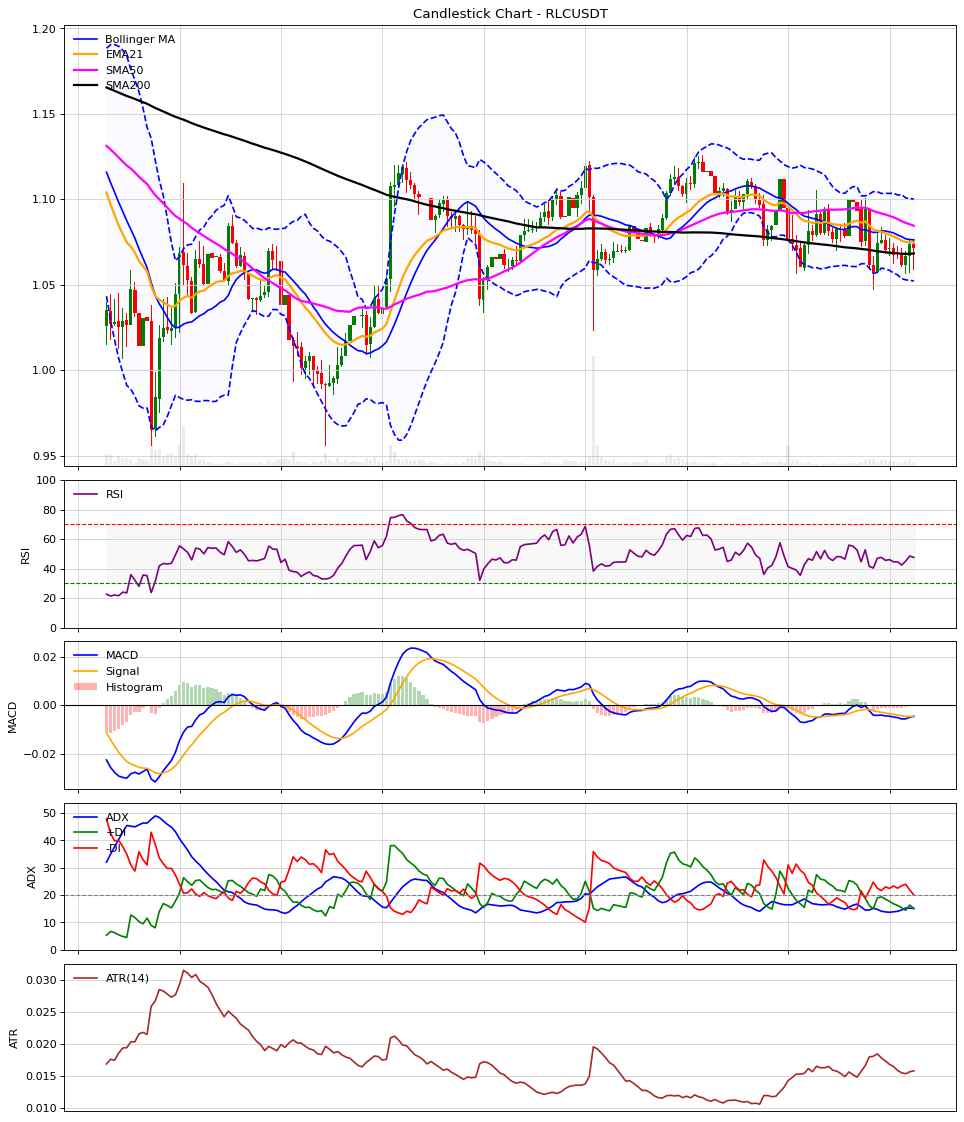 Candlestick Chart - RLCUSDT
1.20
1.15
1.10
1.05
1.00
0.95
Bollinger MA
EMA21
SMA50
SMA200
100
80
60
40
20
0
RSI
RSI
0.02
0.00
−0.02
MACD
MACD
Signal
Histogram
50
40
30
20
10
0
ADX
ADX
+DI
-DI
0.030
0.025
0.020
0.015
0.010
ATR
ATR(14)